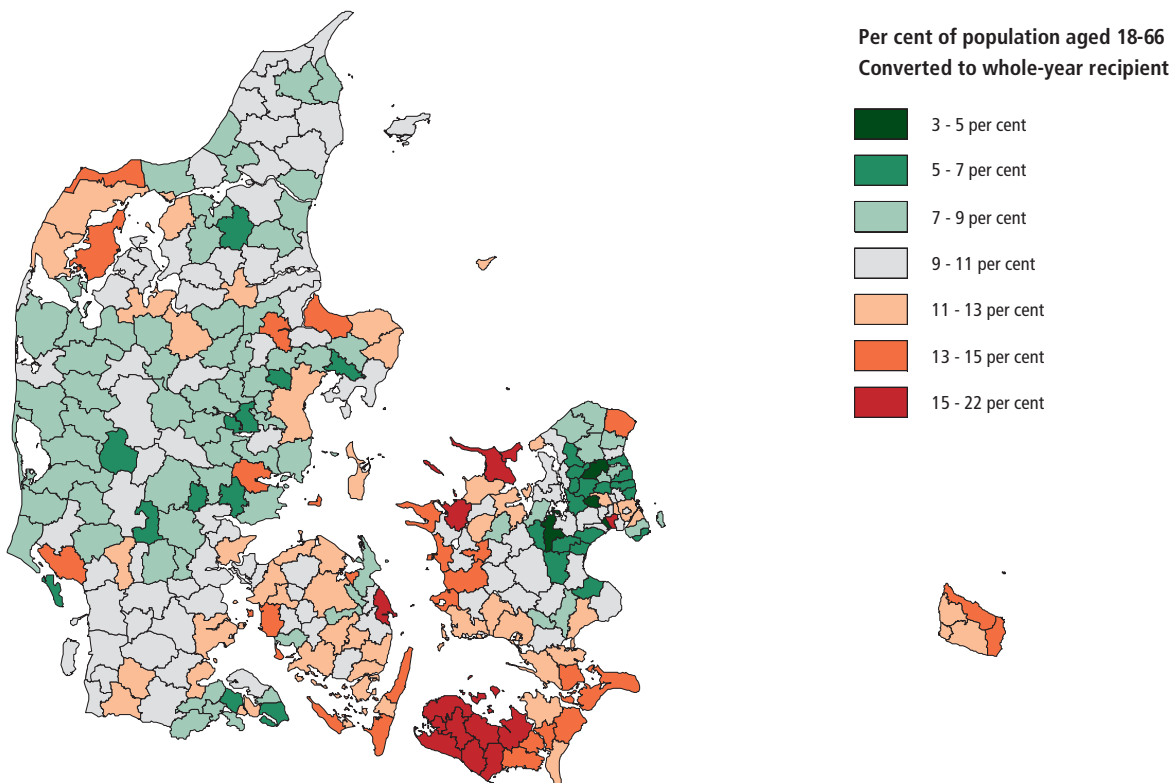 Per cent of population aged 18-66
Converted to whole-year recipient
3 - 5 per cent
5 - 7 per cent
7 - 9 per cent
9 - 11 per cent
11 - 13 per cent
13 - 15 per cent
15 - 22 per cent